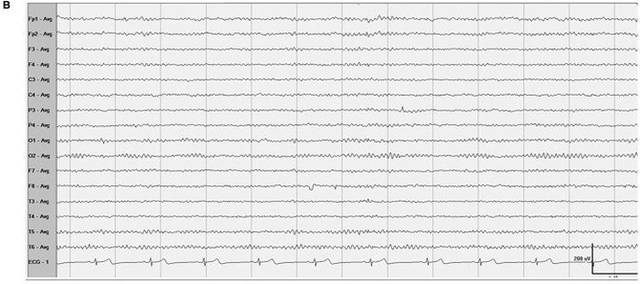 B
Fp1 - Avg
Fp2 - Avg
F3 - Avg
F4 - Avg
C3 - Avg
C4 - Avg
P3 - Avg
P4 - Avg
O1 - Avg
O2 - Avg
F7 - Avg
F8 - Avg
T3 - Avg
T4 - Avg
T5 - Avg
T6 - Avg
ECG - 1
200 uV